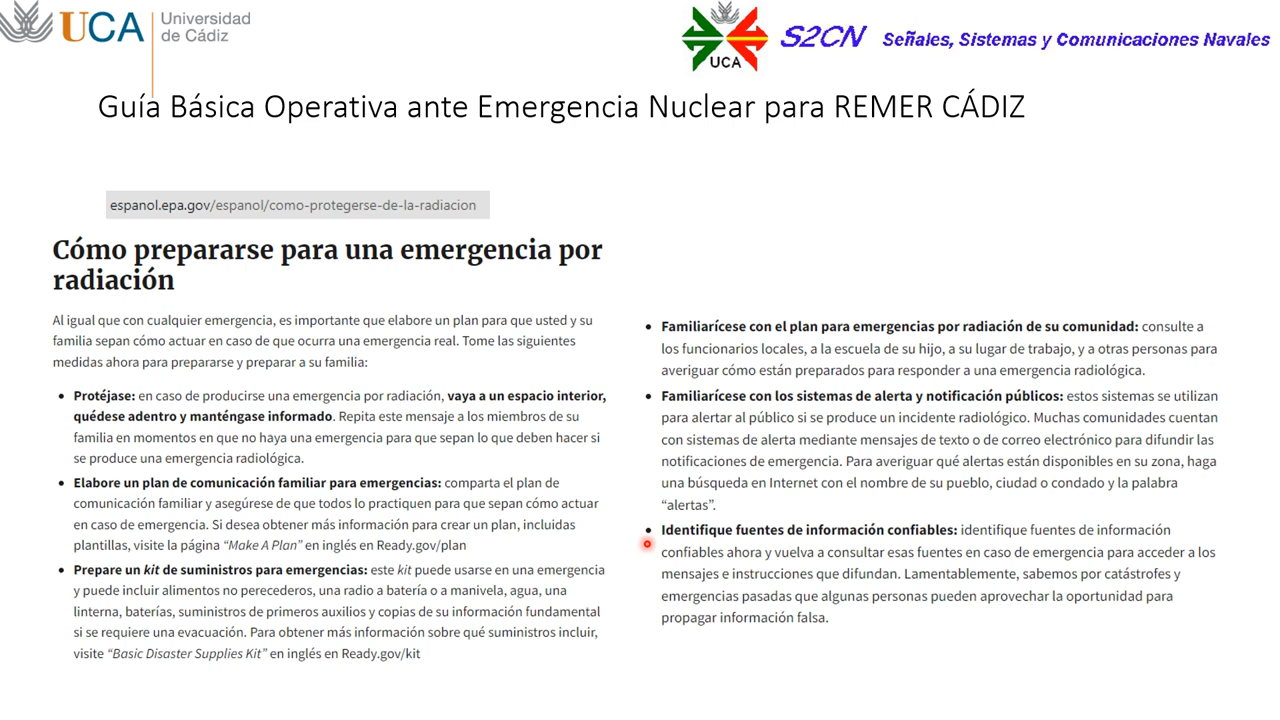 UCA
Universidad
de Cádiz
UCA
S2CN
Señales, Sistemas y Comunicaciones Navales
Guía Básica Operativa ante Emergencia Nuclear para REMER CÁDIZ
espanol.epa.gov/espanol/como-protegerse-de-la-radiacion
Cómo prepararse para una emergencia por
radiación
Al igual que con cualquier emergencia, es importante que elabore un plan para que usted y su
familia sepan cómo actuar en caso de que ocurra una emergencia real. Tome las siguientes
medidas ahora para prepararse y preparar a su familia:
• Protéjase: en caso de producirse una emergencia por radiación, vaya a un espacio interior,
quédese adentro y manténgase informado. Repita este mensaje a los miembros de su
familia en momentos en que no haya una emergencia para que sepan lo que deben hacer si
se produce una emergencia radiológica.
• Elabore un plan de comunicación familiar para emergencias: comparta el plan de
comunicación familiar y asegúrese de que todos lo practiquen para que sepan cómo actuar
en caso de emergencia. Si desea obtener más información para crear un plan, incluidas
plantillas, visite la página “Make A Plan” en inglés en Ready.gov/plan
• Prepare un kit de suministros para emergencias: este kit puede usarse en una emergencia
y puede incluir alimentos no perecederos, una radio a batería o a manivela, agua, una
linterna, baterías, suministros de primeros auxilios y copias de su información fundamental
si se requiere una evacuación. Para obtener más información sobre qué suministros incluir,
visite “Basic Disaster Supplies Kit” en inglés en Ready.gov/kit
• Familiarícese con el plan para emergencias por radiación de su comunidad: consulte a
los funcionarios locales, a la escuela de su hijo, a su lugar de trabajo, y a otras personas para
averiguar cómo están preparados para responder a una emergencia radiológica.
• Familiarícese con los sistemas de alerta y notificación públicos: estos sistemas se utilizan
para alertar al público si se produce un incidente radiológico. Muchas comunidades cuentan
con sistemas de alerta mediante mensajes de texto o de correo electrónico para difundir las
notificaciones de emergencia. Para averiguar qué alertas están disponibles en su zona, haga
una búsqueda en Internet con el nombre de su pueblo, ciudad o condado y la palabra
“alertas”.
• Identifique fuentes de información confiables: identifique fuentes de información
confiables ahora y vuelva a consultar esas fuentes en caso de emergencia para acceder a los
mensajes e instrucciones que difundan. Lamentablemente, sabemos por catástrofes y
emergencias pasadas que algunas personas pueden aprovechar la oportunidad para
propagar información falsa.